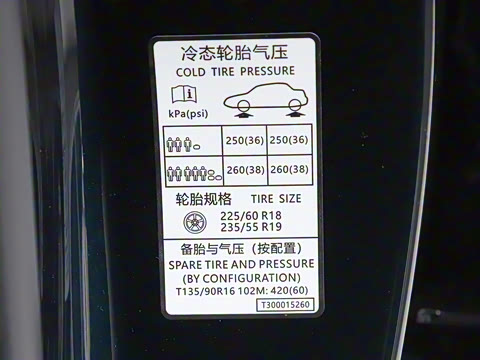 冷态轮胎气压
COLD TIRE PRESSURE
kPa(psi)
250(36) 250(36)
260(38) 260(38)
轮胎规格 TIRE SIZE
225/60 R18
235/55 R19
备胎与气压（按配置）
SPARE TIRE AND PRESSURE
(BY CONFIGURATION)
T135/90R16 102M: 420(60)
T300015260